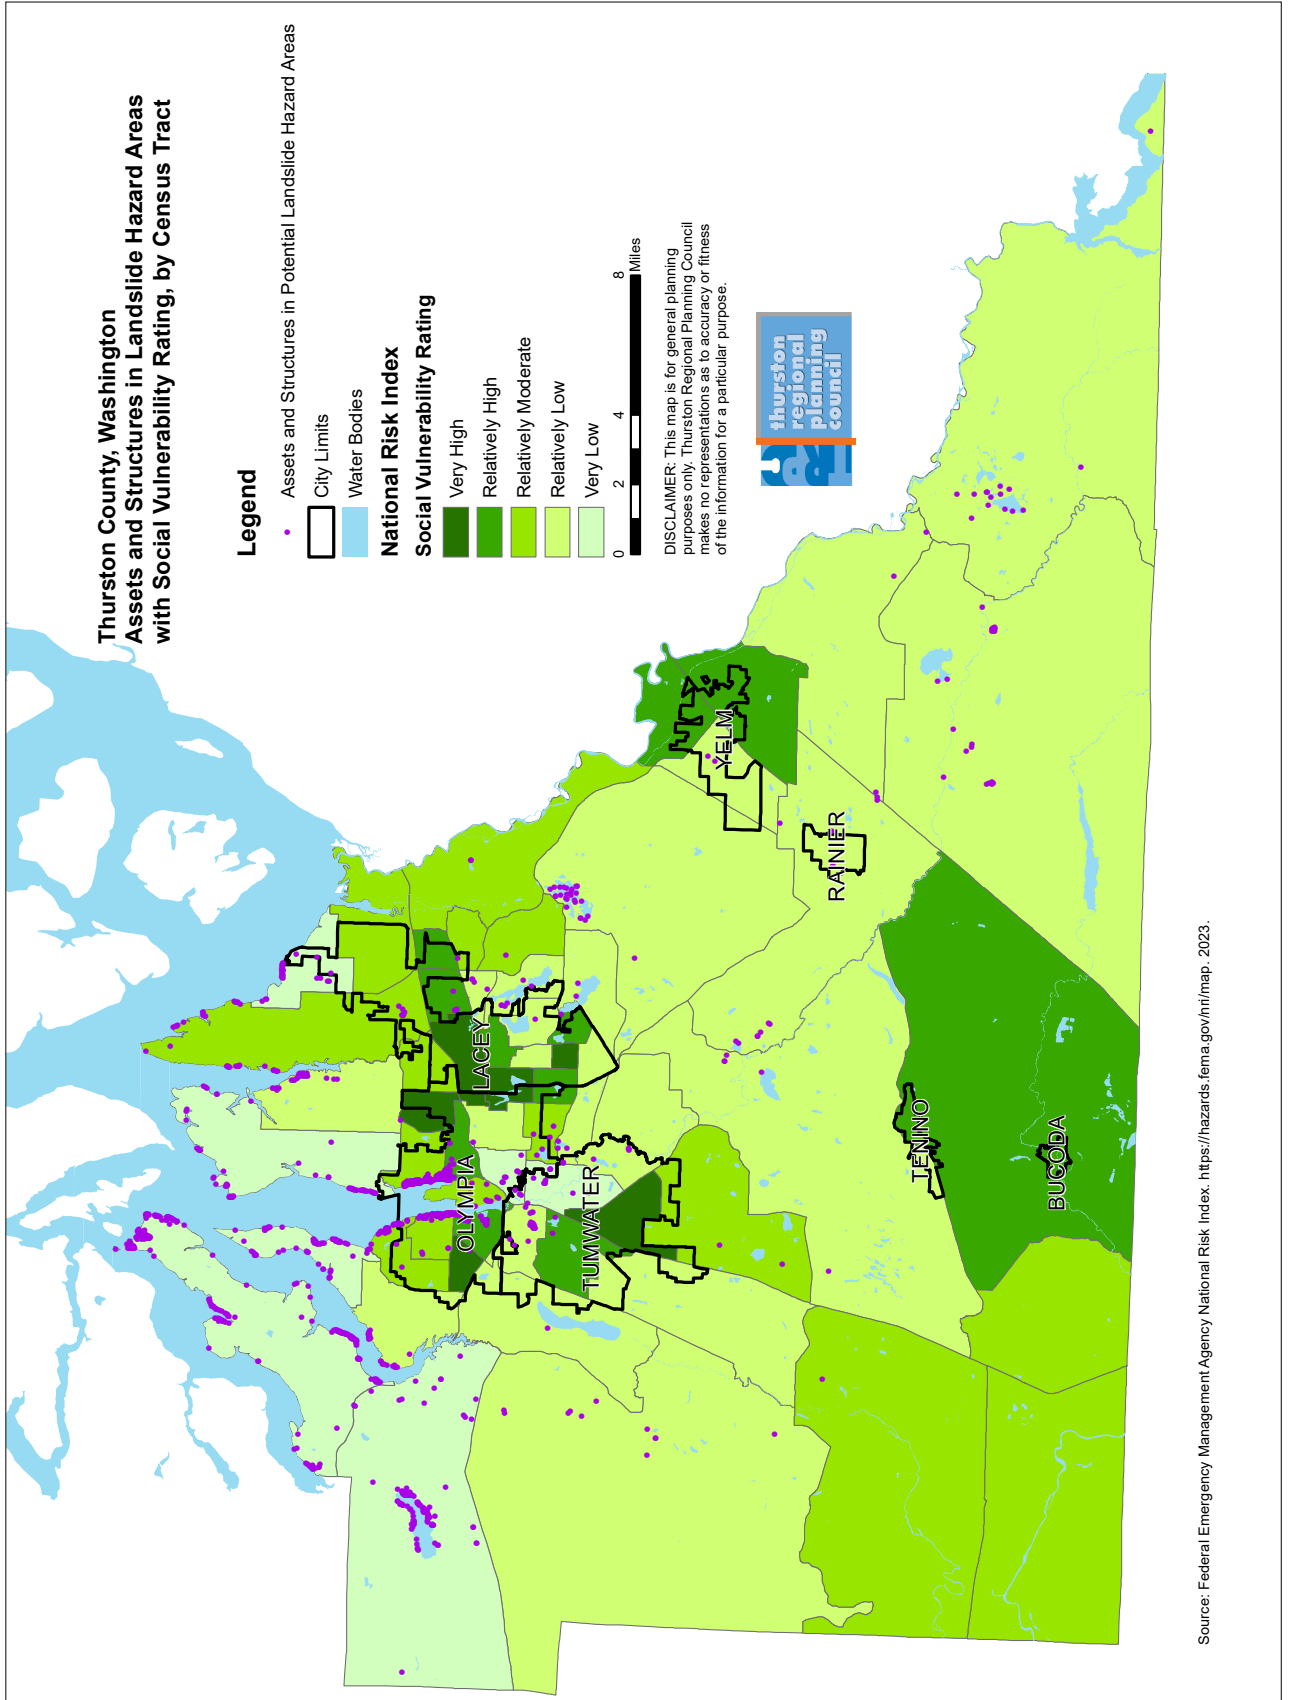 Thurston County, Washington
Assets and Structures in Landslide Hazard Areas
with Social Vulnerability Rating, by Census Tract
Legend
Assets and Structures in Potential Landslide Hazard Areas
City Limits
Water Bodies
National Risk Index
Social Vulnerability Rating
Very High
Relatively High
Relatively Moderate
Relatively Low
Very Low
0 2 4 8
Miles
DISCLAIMER: This map is for general planning
purposes only. Thurston Regional Planning Council
makes no representations as to accuracy or fitness
of the information for a particular purpose.
TRPC
thurston
regional
planning
council
OLYMPIA
LACEY
TUMWATER
YELM
RAINIER
TENINO
BUCODA
Source: Federal Emergency Management Agency National Risk Index. https://hazards.fema.gov/nri/map. 2023.